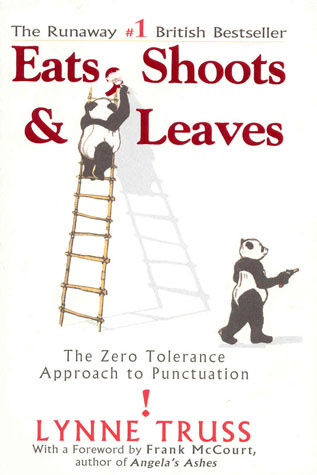 The Runaway #1 British Bestseller
Eats, Shoots
& Leaves
The Zero Tolerance
Approach to Punctuation
!
LYNNE TRUSS
With a Foreword by Frank McCourt,
author of Angela's Ashes